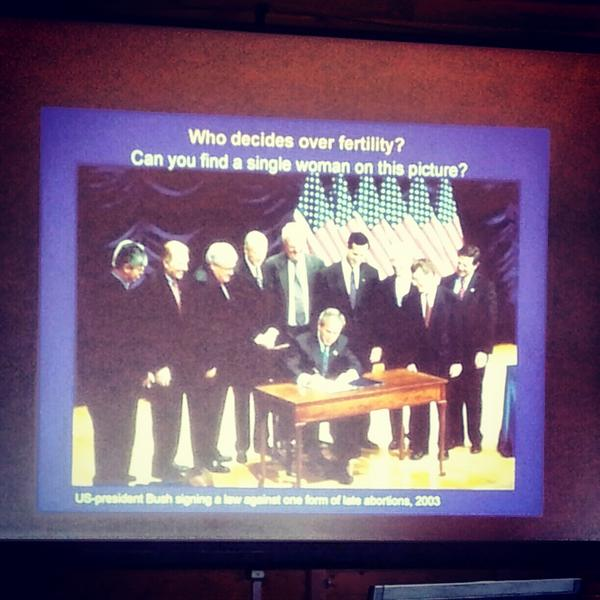 Who decides over fertility?
Can you find a single woman on this picture?
US-president Bush signing a law against one form of late abortions, 2003